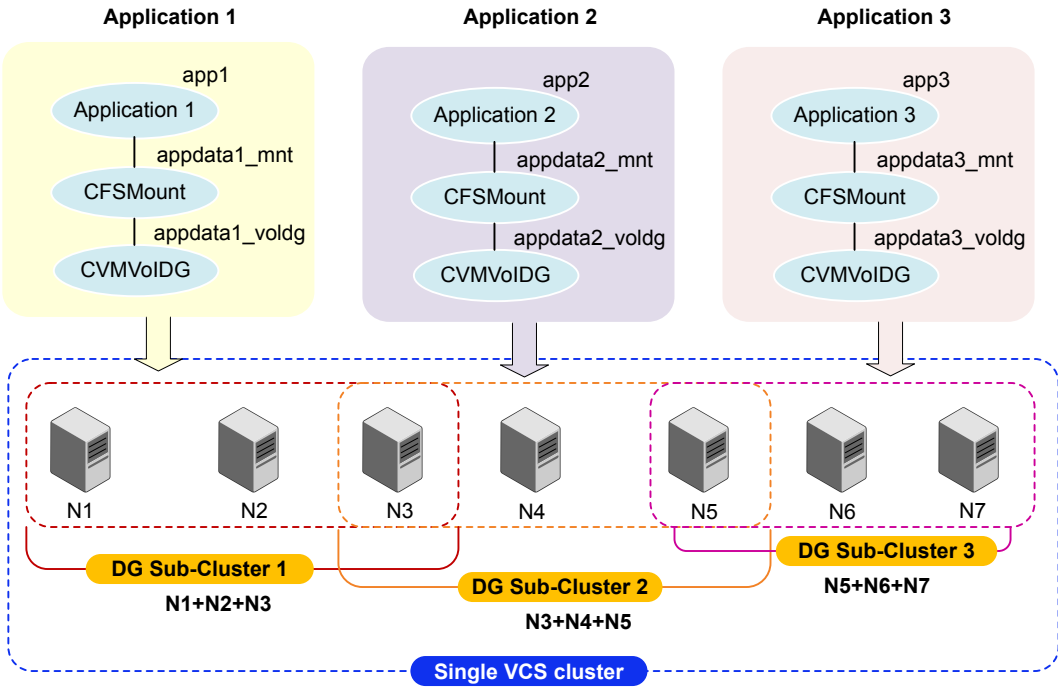 Application 1
Application 2
Application 3
app1
Application 1
appdata1_mnt
CFSMount
appdata1_voldg
CVMVolDG
app2
Application 2
appdata2_mnt
CFSMount
appdata2_voldg
CVMVolDG
app3
Application 3
appdata3_mnt
CFSMount
appdata3_voldg
CVMVolDG
N1
N2
N3
N4
N5
N6
N7
DG Sub-Cluster 1
N1+N2+N3
DG Sub-Cluster 2
N3+N4+N5
DG Sub-Cluster 3
N5+N6+N7
Single VCS cluster